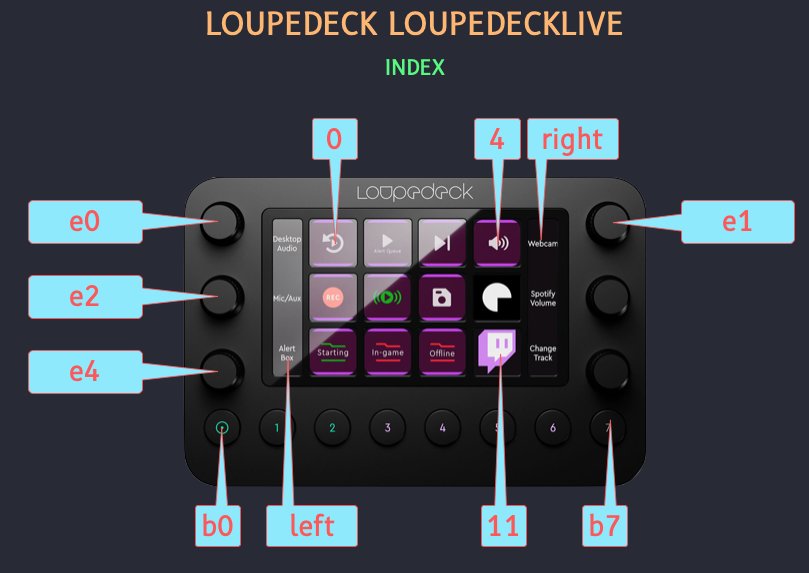 LOUPEDECK LOUPEDECKLIVE
INDEX
0
4
right
Loupedeck
e0
e1
Desktop
Audio
Alert Space
Webcam
e2
Mic/Aux
REC
Spotify
Volume
e4
Alert
Box
Starting
In-game
Offline
Change
Track
1
2
3
4
5
6
7
b0
left
11
b7